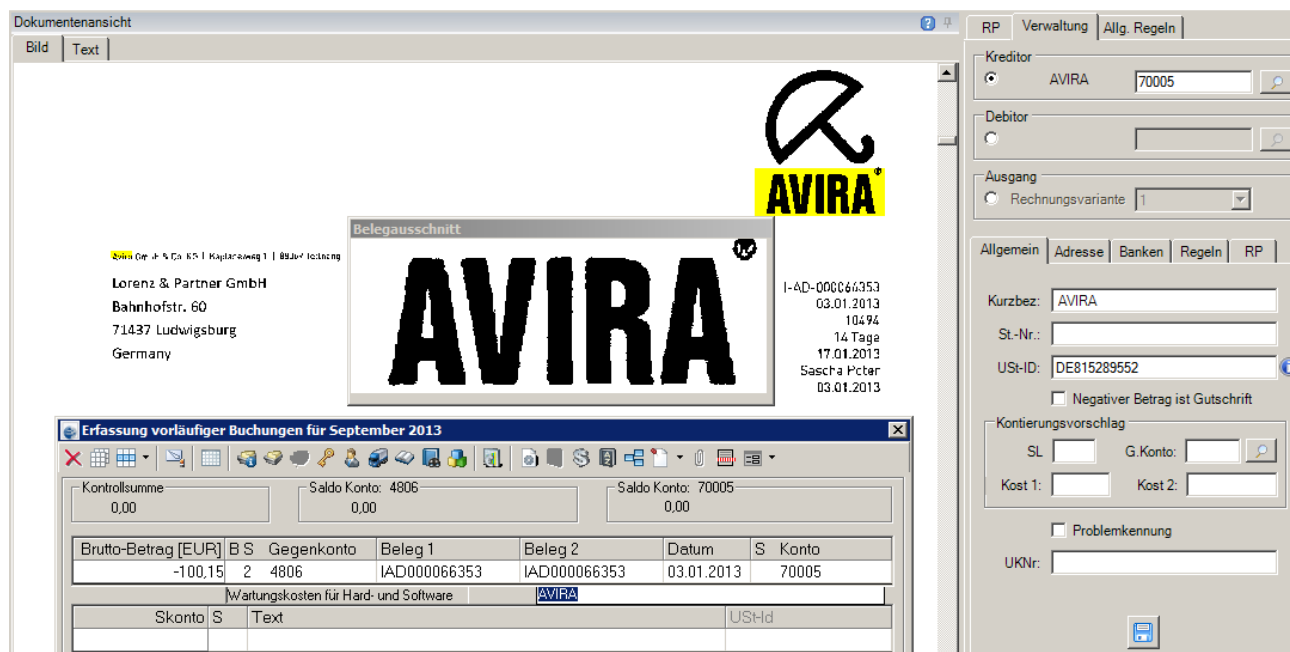 Dokumentenansicht
Bild Text
AVIRA
Belegausschnitt
AVIRA
Lorenz & Partner GmbH
Bahnhofstr. 60
71437 Ludwigsburg
Germany
I-AD-000066353
03.01.2013
10494
14 Tage
17.01.2013
Sascha Peter
03.01.2013
Erfassung vorläufiger Buchungen für September 2013
Kontrollsumme Saldo Konto: 4806 Saldo Konto: 70005
0,00 0,00 0,00
Brutto-Betrag [EUR] B S Gegenkonto Beleg 1 Beleg 2 Datum S Konto
-100,15 2 4806 IAD000066353 IAD000066353 03.01.2013 70005
Wartungskosten für Hard- und Software AVIRA
Skonto S Text USt-Id
RP Verwaltung Allg. Regeln
Kreditor
AVIRA 70005
Debitor
Ausgang
Rechnungsvariante 1
Allgemein Adresse Banken Regeln RP
Kurzbez: AVIRA
St.-Nr.:
USt-ID: DE815289552
Negativer Betrag ist Gutschrift
Kontierungsvorschlag
SL G.Konto:
Kost 1: Kost 2:
Problemkennung
UKNr: